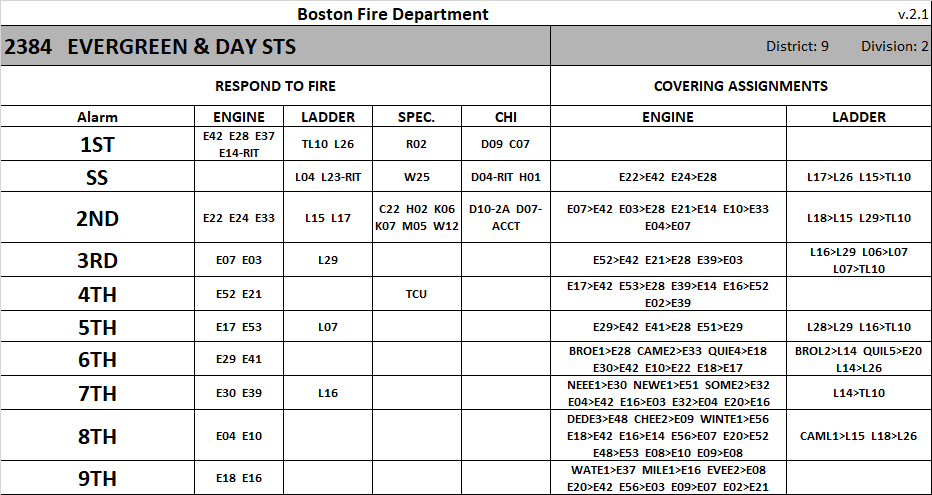 Boston Fire Department v.2.1
2384 EVERGREEN & DAY STS District: 9 Division: 2
RESPOND TO FIRE COVERING ASSIGNMENTS
Alarm ENGINE LADDER SPEC. CHI ENGINE LADDER
1ST
E42 E28 E37
E14-RIT
TL10 L26
R02
D09 C07
SS
L04 L23-RIT
W25
D04-RIT H01
E22>E42 E24>E28
L17>L26 L15>TL10
2ND
E22 E24 E33
L15 L17
C22 H02 K06
K07 M05 W12
D10-2A D07-
ACCT
E07>E42 E03>E28 E21>E14 E10>E33
E04>E07
L18>L15 L29>TL10
3RD
E07 E03
L29
E52>E42 E21>E28 E39>E03
L16>L29 L06>L07
L07>TL10
4TH
E52 E21
TCU
E17>E42 E53>E28 E39>E14 E16>E52
E02>E39
5TH
E17 E53
L07
E29>E42 E41>E28 E51>E29
L28>L29 L16>TL10
6TH
E29 E41
BROE1>E28 CAME2>E33 QUIE4>E18
E30>E42 E10>E22 E18>E17
BROL2>L14 QUIL5>E20
L14>L26
7TH
E30 E39
L16
NEEE1>E30 NEWE1>E51 SOME2>E32
E04>E42 E16>E03 E32>E04 E20>E16
L14>TL10
8TH
E04 E10
DEDE3>E48 CHEE2>E09 WINTE1>E56
E18>E42 E16>E14 E56>E07 E20>E52
E48>E53 E08>E10 E09>E08
CAML1>L15 L18>L26
9TH
E18 E16
WATE1>E37 MILE1>E16 EVEE2>E08
E20>E42 E56>E03 E09>E07 E02>E21